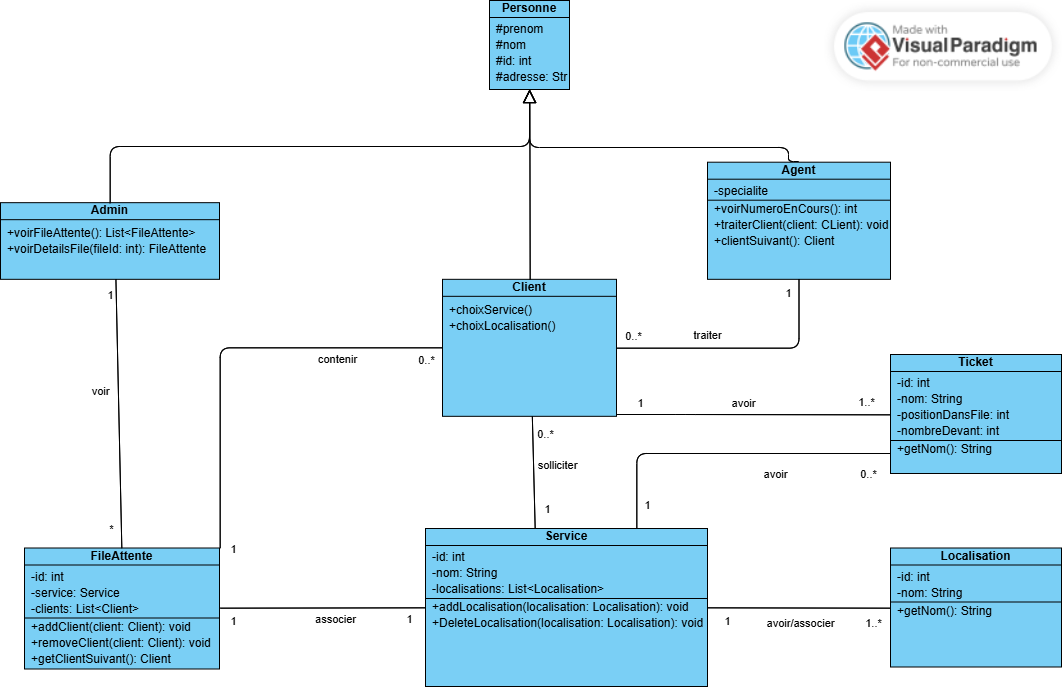 Personne
#prenom
#nom
#id: int
#adresse: Str
Made with
VisualParadigm
For non-commercial use
Agent
-specialite
+voirNumeroEnCours(): int
+traiterClient(client: CLient): void
+clientSuivant(): Client
Admin
+voirFileAttente(): List<FileAttente>
+voirDetailsFile(fileId: int): FileAttente
Client
+choixService()
+choixLocalisation()
1
1
0..*
traiter
contenir
0..*
voir
Ticket
-id: int
-nom: String
-positionDansFile: int
-nombreDevant: int
+getNom(): String
1
avoir
1..*
0..*
solliciter
1
avoir
0..*
1
*
1
FileAttente
-id: int
-service: Service
-clients: List<Client>
+addClient(client: Client): void
+removeClient(client: Client): void
+getClientSuivant(): Client
1
associer
1
Service
-id: int
-nom: String
-localisations: List<Localisation>
+addLocalisation(localisation: Localisation): void
+DeleteLocalisation(localisation: Localisation): void
1
avoir/associer
1..*
Localisation
-id: int
-nom: String
+getNom(): String